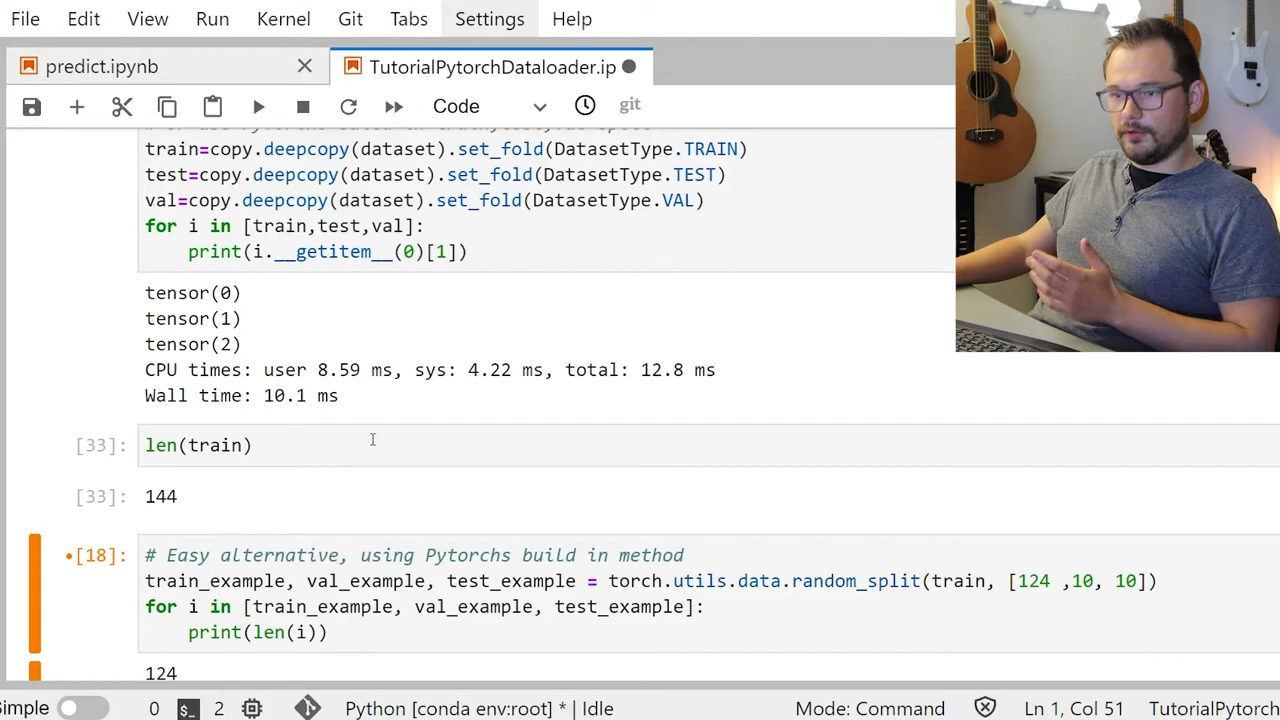 File Edit View Run Kernel Git Tabs Settings Help
predict.ipynb TutorialPytorchDataloader.ip
Code git
train=copy.deepcopy(dataset).set_fold(DatasetType.TRAIN)
test=copy.deepcopy(dataset).set_fold(DatasetType.TEST)
val=copy.deepcopy(dataset).set_fold(DatasetType.VAL)
for i in [train,test,val]:
print(i.__getitem__(0)[1])
tensor(0)
tensor(1)
tensor(2)
CPU times: user 8.59 ms, sys: 4.22 ms, total: 12.8 ms
Wall time: 10.1 ms
[33]: len(train)
[33]: 144
[18]: # Easy alternative, using Pytorchs build in method
train_example, val_example, test_example = torch.utils.data.random_split(train, [124 ,10, 10])
for i in [train_example, val_example, test_example]:
print(len(i))
124
Simple 0 $_ 2 Python [conda env:root] * | Idle Mode: Command Ln 1, Col 51 TutorialPytorch